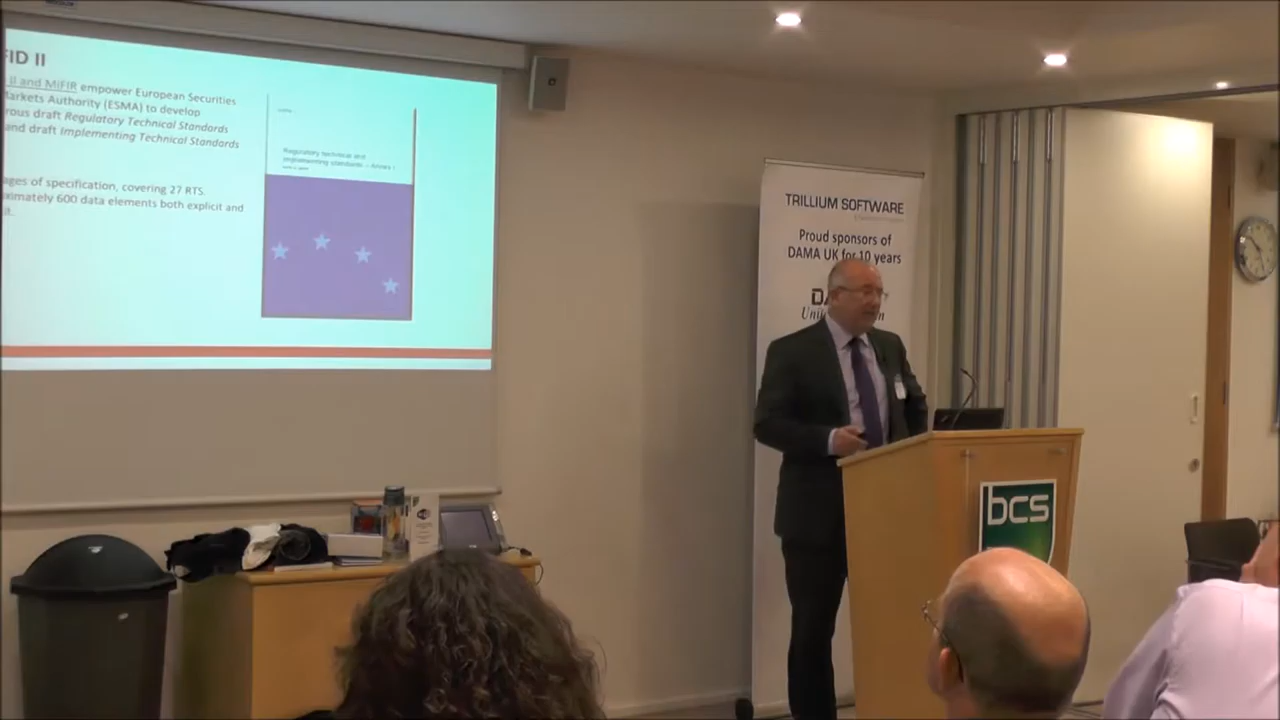 FID II
II and MiFIR empower European Securities
Markets Authority (ESMA) to develop
rous draft Regulatory Technical Standards
and draft Implementing Technical Standards
ages of specification, covering 27 RTS.
ximately 600 data elements both explicit and
it.
Regulatory technical and
implementing standards – Annex I
TRILLIUM SOFTWARE
Proud sponsors of
DAMA UK for 10 years
bcs